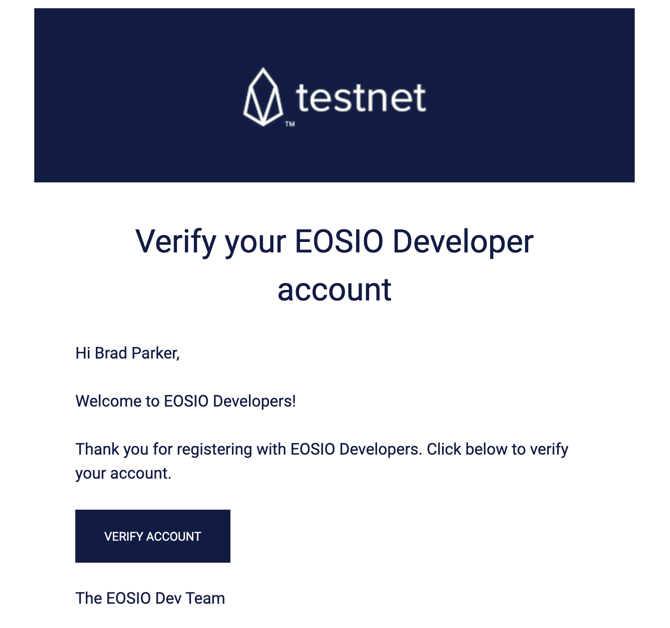 testnet
TM
Verify your EOSIO Developer
account
Hi Brad Parker,
Welcome to EOSIO Developers!
Thank you for registering with EOSIO Developers. Click below to verify
your account.
VERIFY ACCOUNT
The EOSIO Dev Team